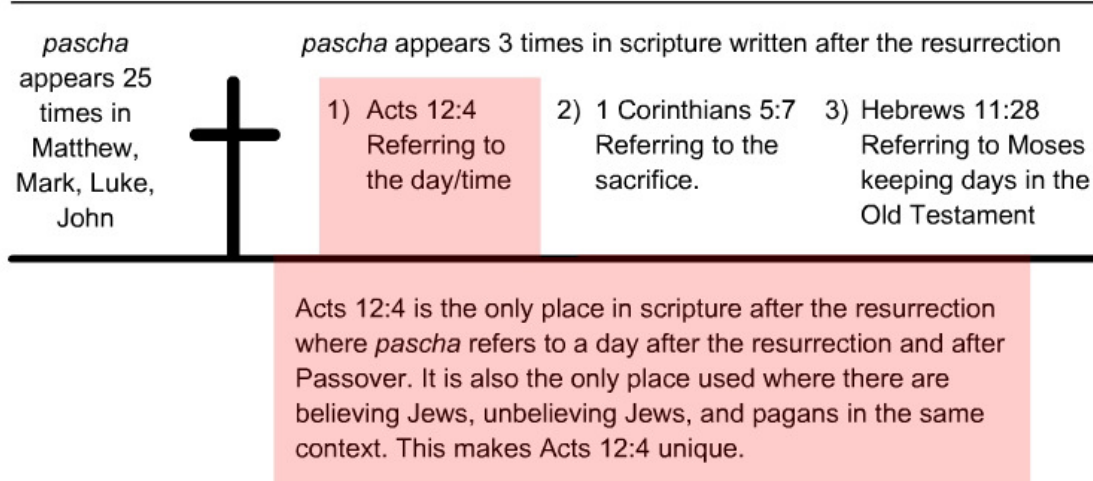 pascha
appears 25
times in
Matthew,
Mark, Luke,
John
pascha appears 3 times in scripture written after the resurrection
1) Acts 12:4
Referring to
the day/time
2) 1 Corinthians 5:7
Referring to the
sacrifice.
3) Hebrews 11:28
Referring to Moses
keeping days in the
Old Testament
Acts 12:4 is the only place in scripture after the resurrection
where pascha refers to a day after the resurrection and after
Passover. It is also the only place used where there are
believing Jews, unbelieving Jews, and pagans in the same
context. This makes Acts 12:4 unique.